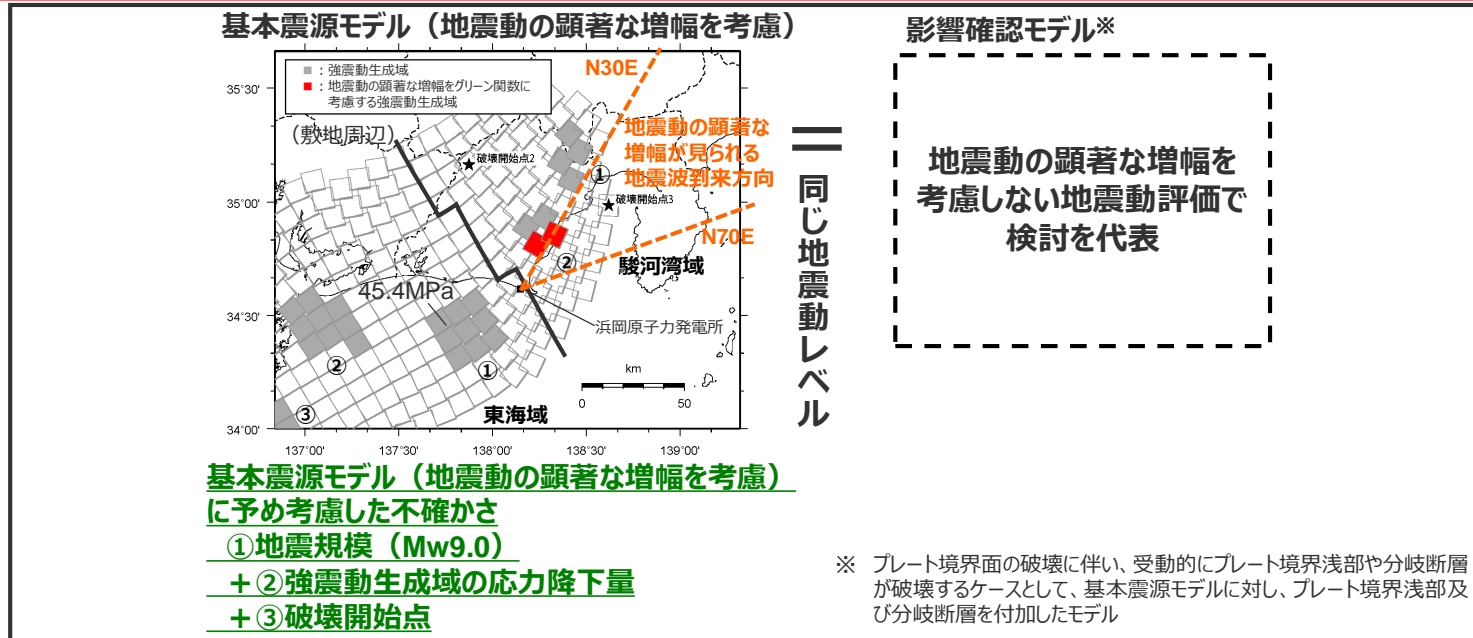 基本震源モデル（地震動の顕著な増幅を考慮）
■：強震動生成域
■：地震動の顕著な増幅をグリーン関数に
考慮する強震動生成域
（敷地周辺）
N30E
地震動の顕著な
増幅が見られる
地震波到来方向
N70E
★破壊開始点2
★破壊開始点3
①
②
駿河湾域
45.4MPa
浜岡原子力発電所
②
①
③
東海域
km
0 50
35°30'
35°00'
34°30'
34°00'
137°00' 137°30' 138°00' 138°30' 139°00'
＝
同じ地震動レベル
影響確認モデル※
地震動の顕著な増幅を
考慮しない地震動評価で
検討を代表
基本震源モデル（地震動の顕著な増幅を考慮）
に予め考慮した不確かさ
①地震規模（Mw9.0）
＋②強震動生成域の応力降下量
＋③破壊開始点
※ プレート境界面の破壊に伴い、受動的にプレート境界浅部や分岐断層
が破壊するケースとして、基本震源モデルに対し、プレート境界浅部及
び分岐断層を付加したモデル